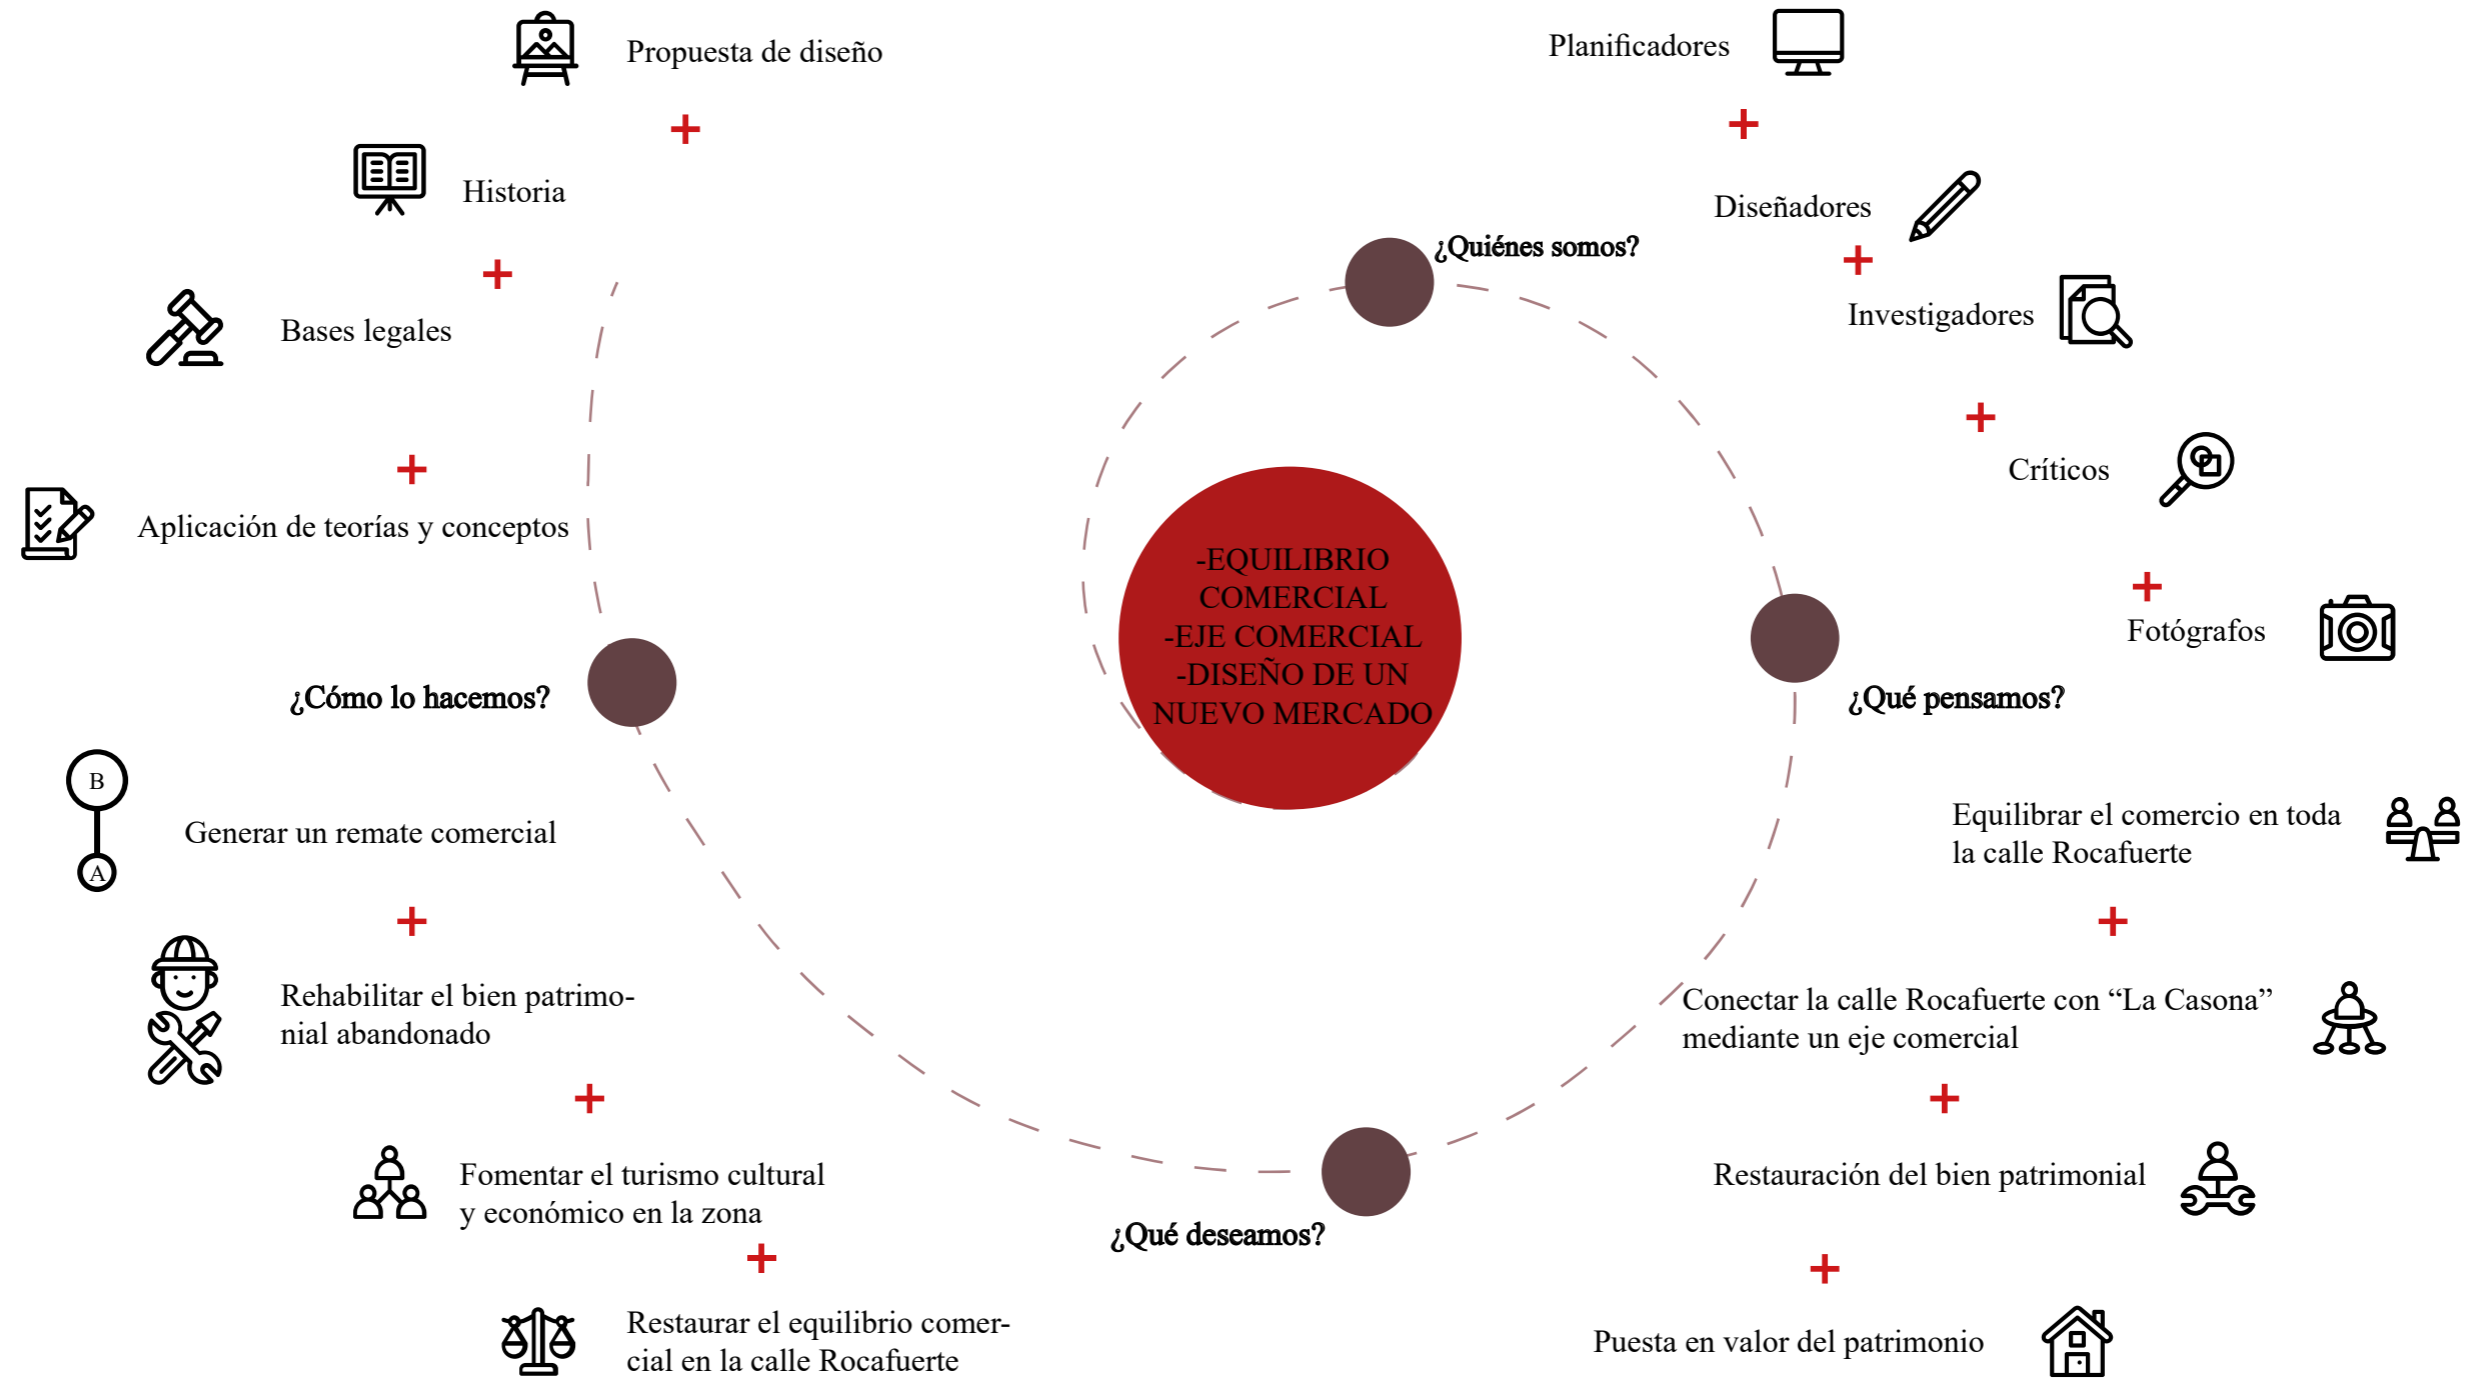 Propuesta de diseño
Historia
Bases legales
Aplicación de teorías y conceptos
¿Cómo lo hacemos?
Planificadores
Diseñadores
¿Quiénes somos?
Investigadores
Críticos
Fotógrafos
-EQUILIBRIO
COMERCIAL
-EJE COMERCIAL
-DISEÑO DE UN
NUEVO MERCADO
¿Qué pensamos?
Equilibrar el comercio en toda
la calle Rocafuerte
Conectar la calle Rocafuerte con “La Casona”
mediante un eje comercial
Restauración del bien patrimonial
Puesta en valor del patrimonio
¿Qué deseamos?
B
A
Generar un remate comercial
Rehabilitar el bien patrimo-
nial abandonado
Fomentar el turismo cultural
y económico en la zona
Restaurar el equilibrio comer-
cial en la calle Rocafuerte